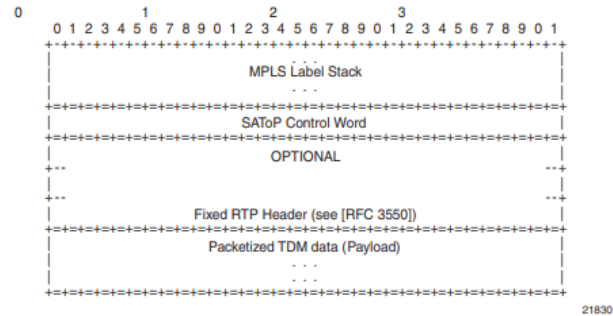 0 1 2 3
0 1 2 3 4 5 6 7 8 9 0 1 2 3 4 5 6 7 8 9 0 1 2 3 4 5 6 7 8 9 0 1
+-+-+-+-+-+-+-+-+-+-+-+-+-+-+-+-+-+-+-+-+-+-+-+-+-+-+-+-+-+-+-+-+
| . . . |
| MPLS Label Stack |
| . . . |
+=+=+=+=+=+=+=+=+=+=+=+=+=+=+=+=+=+=+=+=+=+=+=+=+=+=+=+=+=+=+=+=+
| SAToP Control Word |
+=+=+=+=+=+=+=+=+=+=+=+=+=+=+=+=+=+=+=+=+=+=+=+=+=+=+=+=+=+=+=+=+
| OPTIONAL |
+-- --+
| |
+-- --+
| Fixed RTP Header (see [RFC 3550]) |
+=+=+=+=+=+=+=+=+=+=+=+=+=+=+=+=+=+=+=+=+=+=+=+=+=+=+=+=+=+=+=+=+
| Packetized TDM data (Payload) |
| . . . |
| . . . |
+=+=+=+=+=+=+=+=+=+=+=+=+=+=+=+=+=+=+=+=+=+=+=+=+=+=+=+=+=+=+=+=+
21830